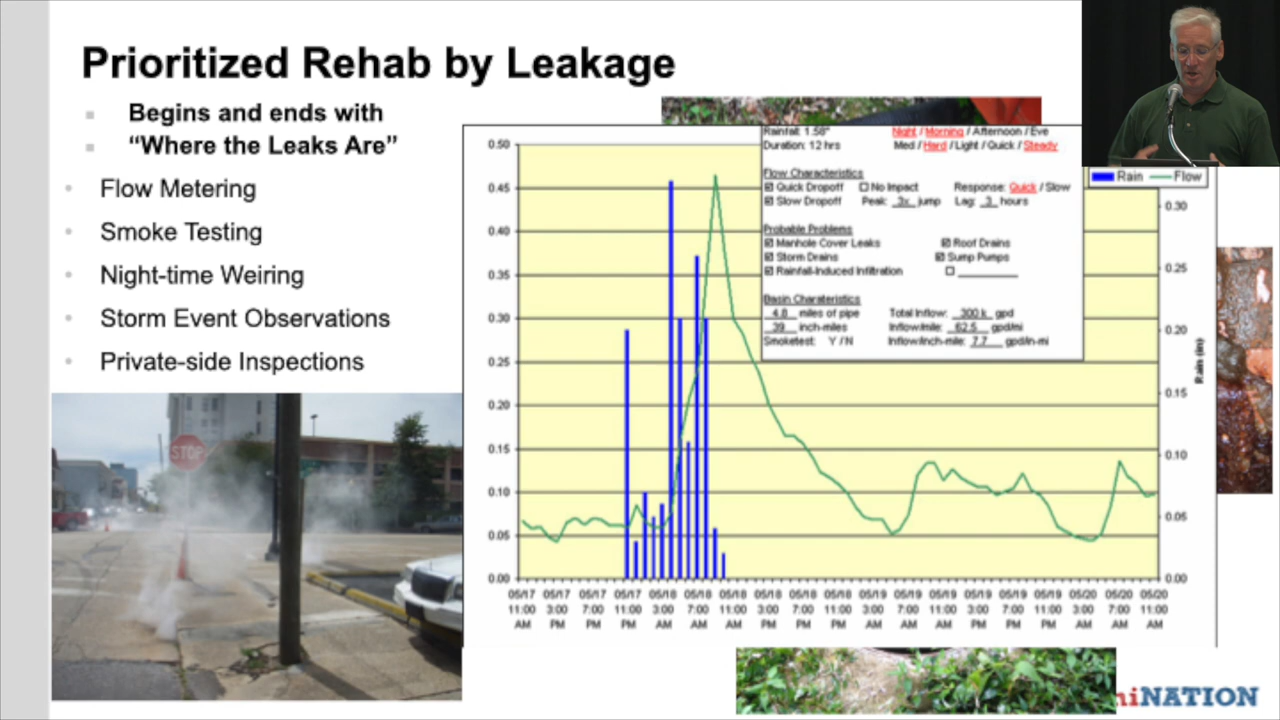 Prioritized Rehab by Leakage
Begins and ends with
“Where the Leaks Are”
Flow Metering
Smoke Testing
Night-time Weiring
Storm Event Observations
Private-side Inspections
STOP
Rainfall: 1.58" Night / Morning / Afternoon / Eve
Duration: 12 hrs Med / Hard / Light / Quick / Steady
Flow Characteristics
Quick Dropoff No Impact Response: Quick / Slow
Slow Dropoff Peak: 3x jump Lag: 3 hours
Probable Problems
Manhole Cover Leaks Roof Drains
Storm Drains Sump Pumps
Rainfall-Induced Infiltration
Basin Charateristics
4.8 miles of pipe Total Inflow: 300 k gpd
39 inch-miles Inflow/mile: 62.5 gpd/mi
Smoketest: Y / N Inflow/inch-mile: 7.7 gpd/in-mi
Rain Flow
0.50
0.45
0.40
0.35
0.30
0.25
0.20
0.15
0.10
0.05
0.00
0.30
0.25
0.20
0.15
0.10
0.05
0.00
Rain (in)
05/17 05/17 05/17 05/17 05/18 05/18 05/18 05/18 05/18 05/18 05/19 05/19 05/19 05/19 05/19 05/19 05/20 05/20 05/20
11:00 3:00 7:00 11:00 3:00 7:00 11:00 3:00 7:00 11:00 3:00 7:00 11:00 3:00 7:00 11:00 3:00 7:00 11:00
AM PM PM PM AM AM AM PM PM PM AM AM AM PM PM PM AM AM AM
niNATION